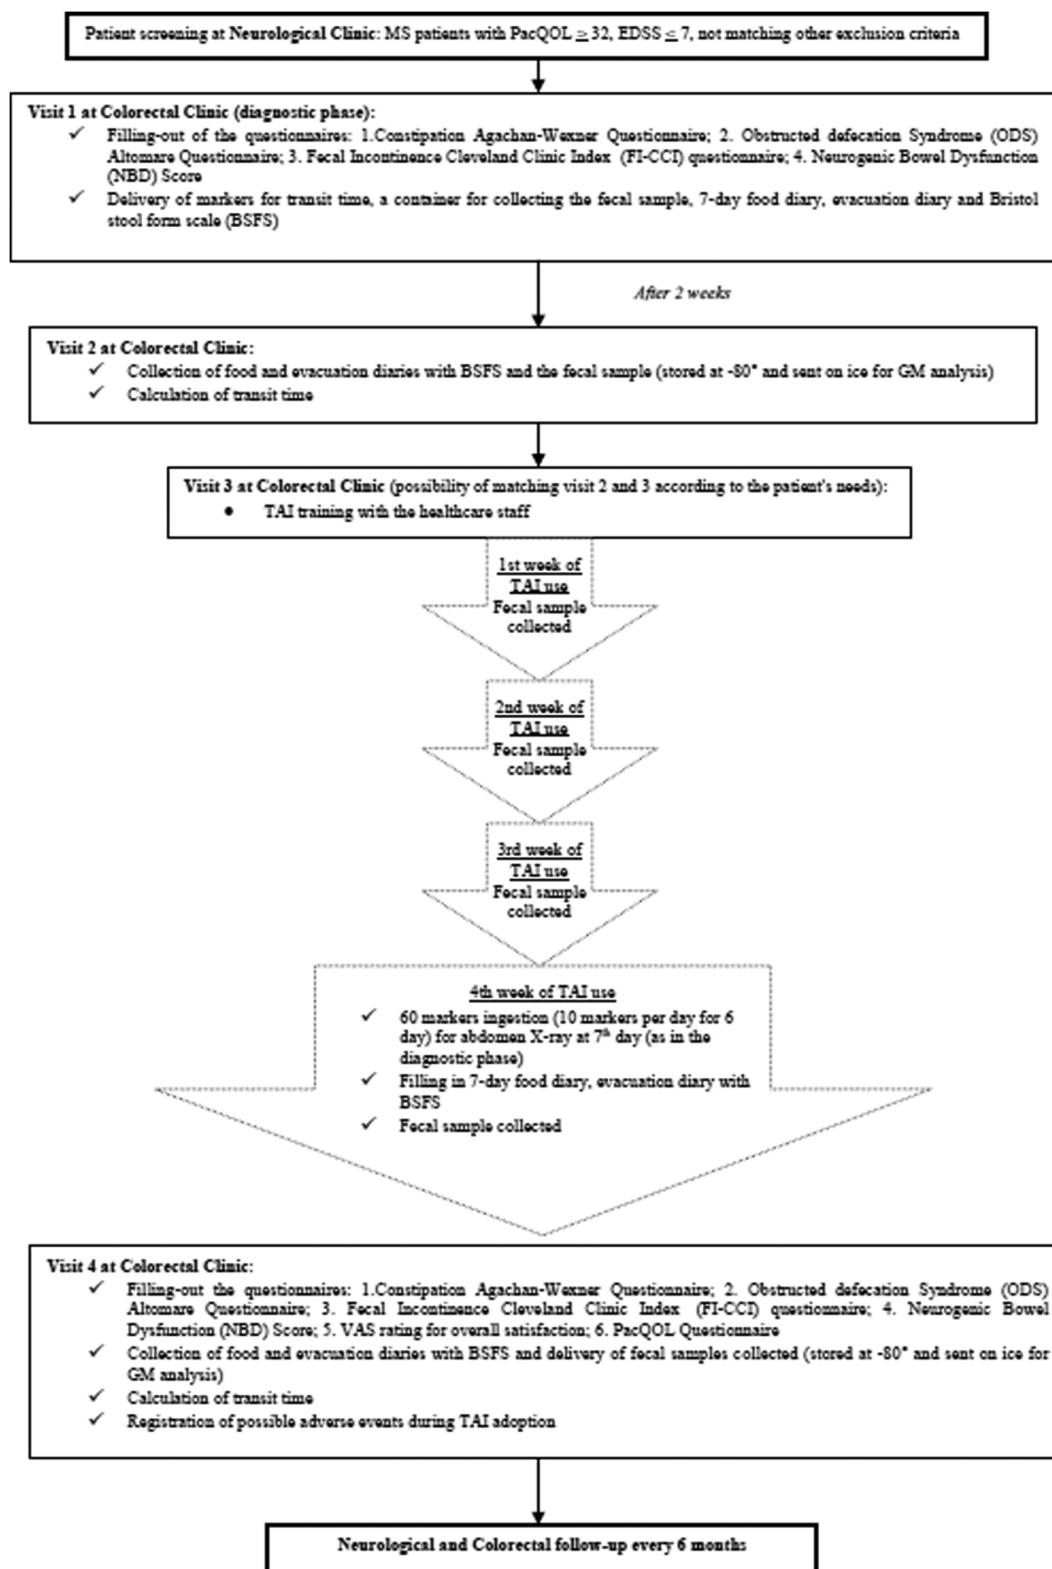 Patient screening at Neurological Clinic: MS patients with PacQOL ≥ 32, EDSS ≤ 7, not matching other exclusion criteria
Visit 1 at Colorectal Clinic (diagnostic phase):
✓ Filling-out of the questionnaires: 1.Constipation Agachan-Wexner Questionnaire; 2. Obstructed defecation Syndrome (ODS)
Altomare Questionnaire; 3. Fecal Incontinence Cleveland Clinic Index (FI-CCI) questionnaire; 4. Neurogenic Bowel Dysfunction
(NBD) Score
✓ Delivery of markers for transit time, a container for collecting the fecal sample, 7-day food diary, evacuation diary and Bristol
stool form scale (BSFS)
After 2 weeks
Visit 2 at Colorectal Clinic:
✓ Collection of food and evacuation diaries with BSFS and the fecal sample (stored at -80° and sent on ice for GM analysis)
✓ Calculation of transit time
Visit 3 at Colorectal Clinic (possibility of matching visit 2 and 3 according to the patient's needs):
• TAI training with the healthcare staff
1st week of
TAI use
Fecal sample
collected
2nd week of
TAI use
Fecal sample
collected
3rd week of
TAI use
Fecal sample
collected
4th week of TAI use
✓ 60 markers ingestion (10 markers per day for 6
day) for abdomen X-ray at 7th day (as in the
diagnostic phase)
✓ Filling in 7-day food diary, evacuation diary with
BSFS
✓ Fecal sample collected
Visit 4 at Colorectal Clinic:
✓ Filling-out the questionnaires: 1.Constipation Agachan-Wexner Questionnaire; 2. Obstructed defecation Syndrome (ODS)
Altomare Questionnaire; 3. Fecal Incontinence Cleveland Clinic Index (FI-CCI) questionnaire; 4. Neurogenic Bowel
Dysfunction (NBD) Score; 5. VAS rating for overall satisfaction; 6. PacQOL Questionnaire
✓ Collection of food and evacuation diaries with BSFS and delivery of fecal samples collected (stored at -80° and sent on ice for
GM analysis)
✓ Calculation of transit time
✓ Registration of possible adverse events during TAI adoption
Neurological and Colorectal follow-up every 6 months